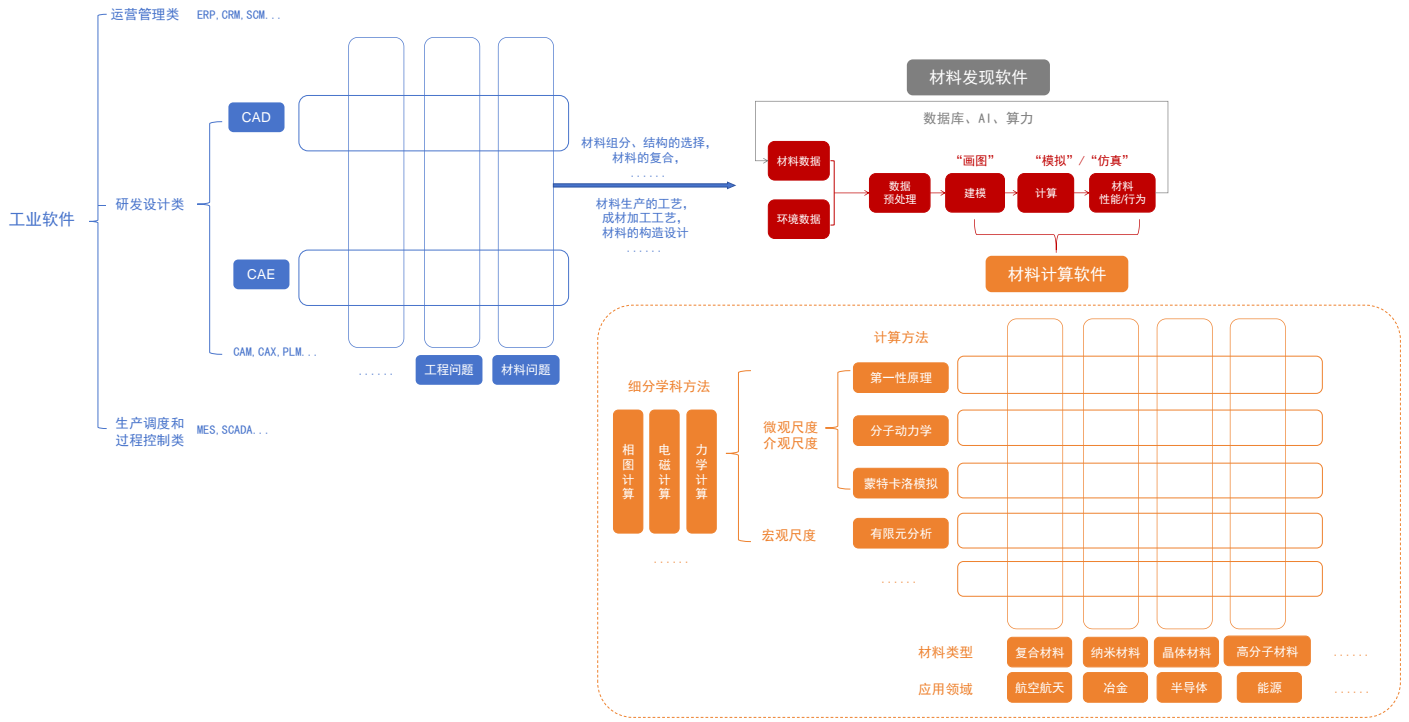 工业软件
运营管理类
ERP,CRM,SCM...
研发设计类
CAD
CAE
CAM,CAX,PLM...
生产调度和
过程控制类
MES,SCADA...
......
工程问题
材料问题
材料组分、结构的选择,
材料的复合,
......
材料生产的工艺,
成材加工工艺,
材料的构造设计
......
材料发现软件
数据库、AI、算力
材料数据
环境数据
数据
预处理
“画图”
建模
“模拟”/“仿真”
计算
材料
性能/行为
材料计算软件
细分学科方法
相图计算
电磁计算
力学计算
......
微观尺度
介观尺度
宏观尺度
计算方法
第一性原理
分子动力学
蒙特卡洛模拟
有限元分析
......
材料类型
复合材料
纳米材料
晶体材料
高分子材料
......
应用领域
航空航天
冶金
半导体
能源
......